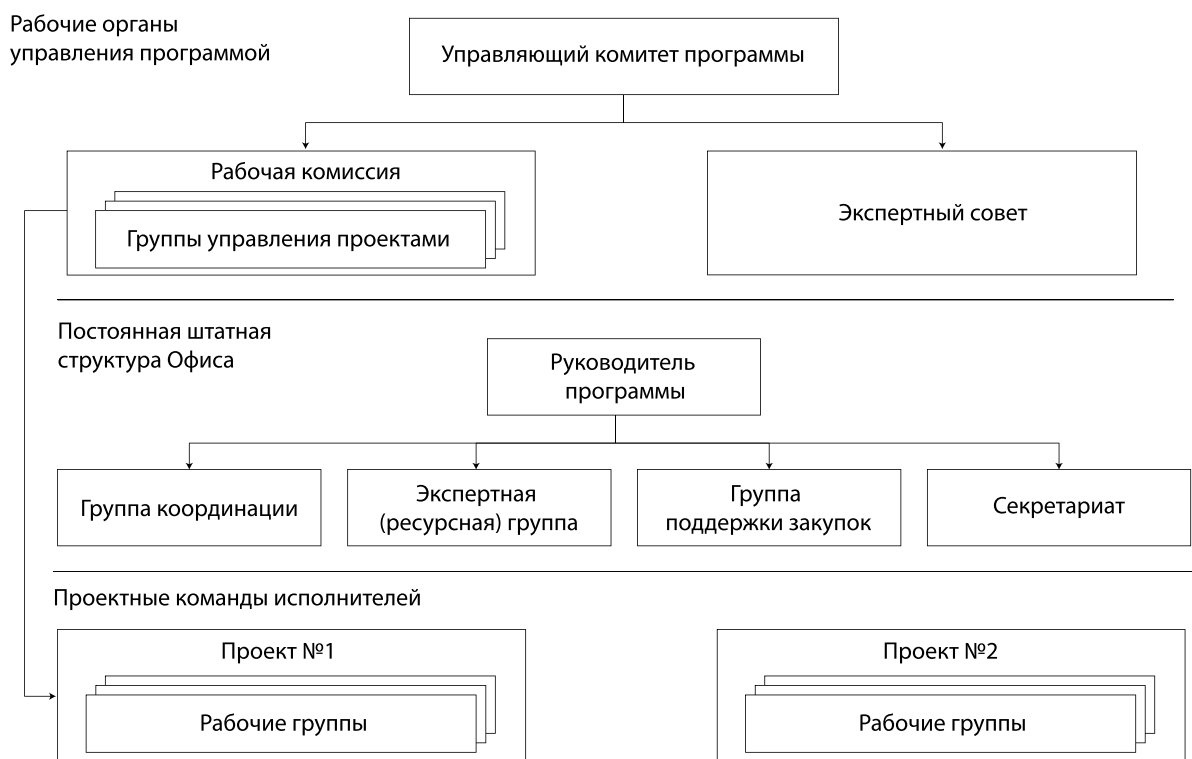 Рабочие органы
управления программой
Управляющий комитет программы
Рабочая комиссия
Группы управления проектами
Экспертный совет
Постоянная штатная
структура Офиса
Руководитель
программы
Группа координации
Экспертная
(ресурсная) группа
Группа
поддержки закупок
Секретариат
Проектные команды исполнителей
Проект №1
Рабочие группы
Проект №2
Рабочие группы